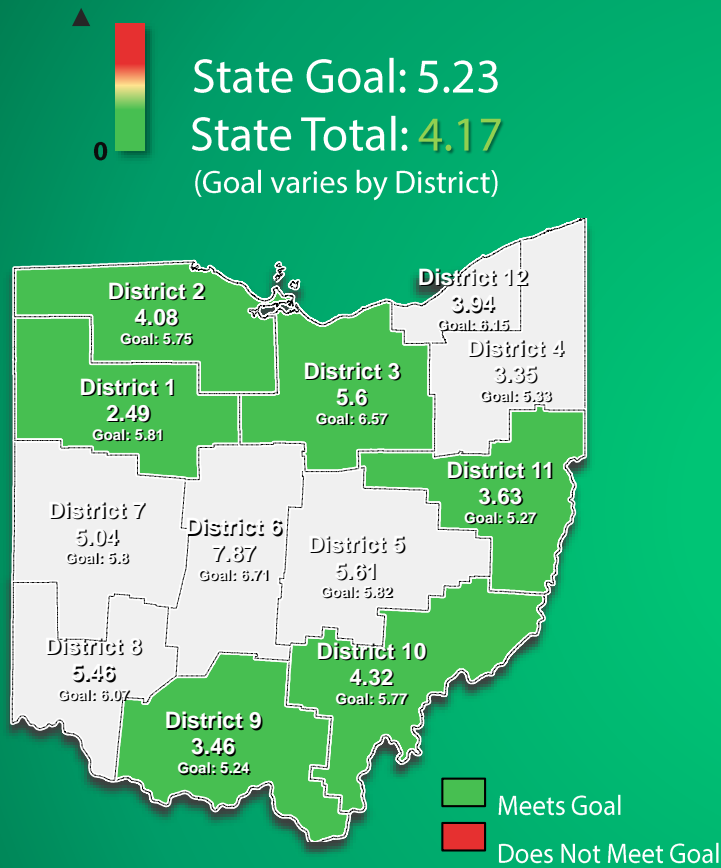 ▲
0
State Goal: 5.23
State Total: 4.17
(Goal varies by District)
District 12
3.94
Goal: 6.15
District 2
4.08
Goal: 5.75
District 4
3.35
Goal: 5.33
District 3
5.6
Goal: 6.57
District 1
2.49
Goal: 5.81
District 11
3.63
Goal: 5.27
District 7
5.04
Goal: 5.8
District 6
7.87
Goal: 6.71
District 5
5.61
Goal: 5.82
District 8
5.46
Goal: 6.07
District 10
4.32
Goal: 5.77
District 9
3.46
Goal: 5.24
Meets Goal
Does Not Meet Goal